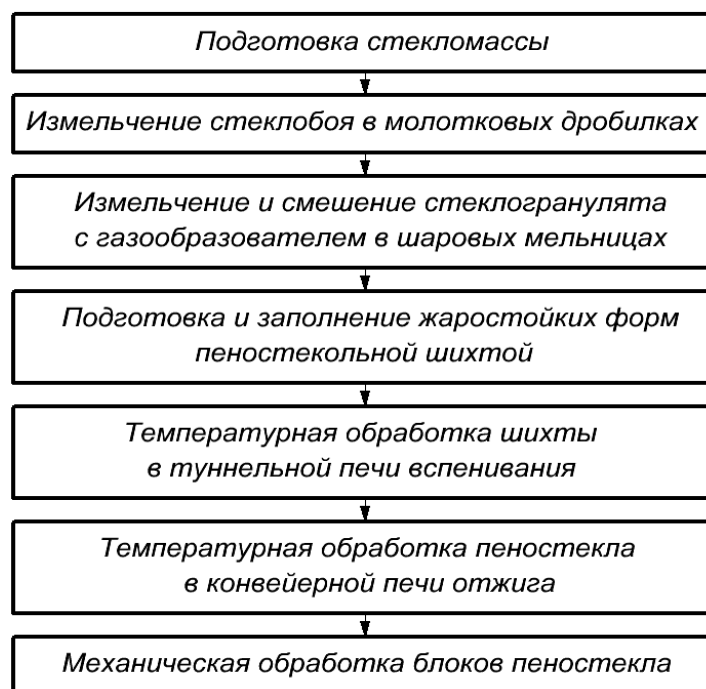 Подготовка стекломассы
Измельчение стеклобоя в молотковых дробилках
Измельчение и смешение стеклогранулята
с газообразователем в шаровых мельницах
Подготовка и заполнение жаростойких форм
пеностекольной шихтой
Температурная обработка шихты
в туннельной печи вспенивания
Температурная обработка пеностекла
в конвейерной печи отжига
Механическая обработка блоков пеностекла